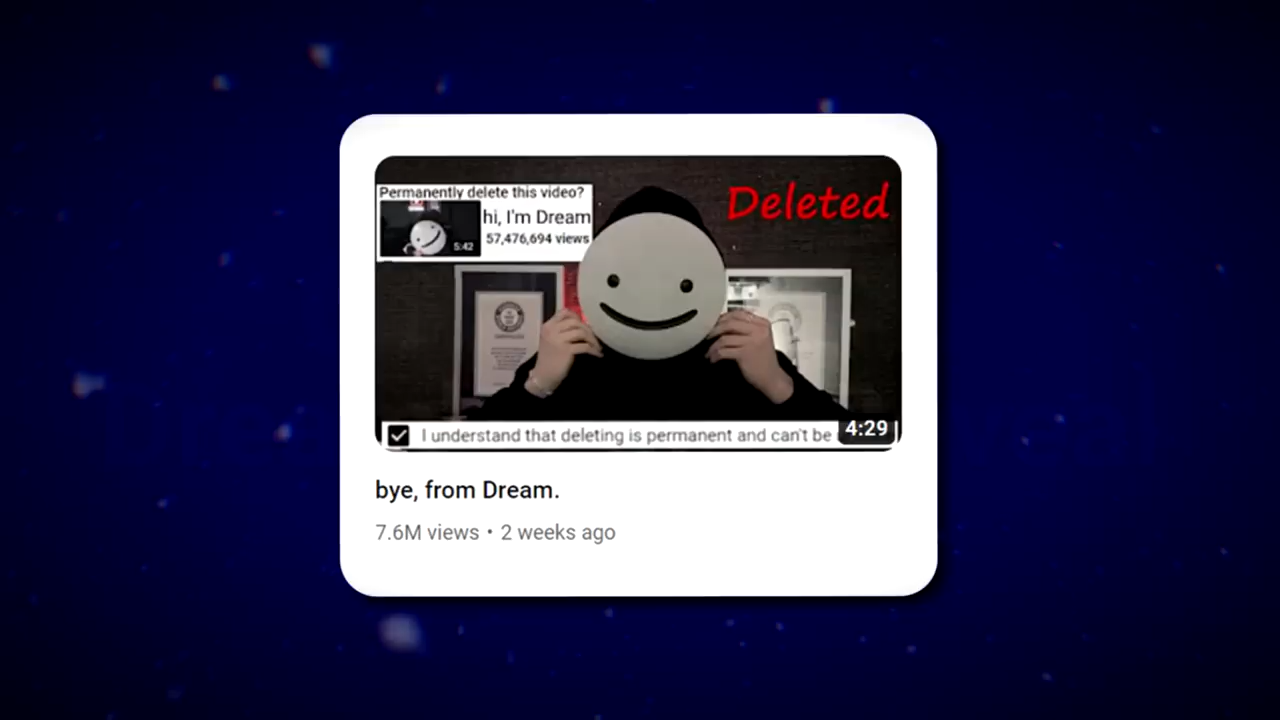 Permanently delete this video?
Deleted
hi, I'm Dream
57,476,694 views
5:42
I understand that deleting is permanent and can't be
4:29
bye, from Dream.
7.6M views • 2 weeks ago